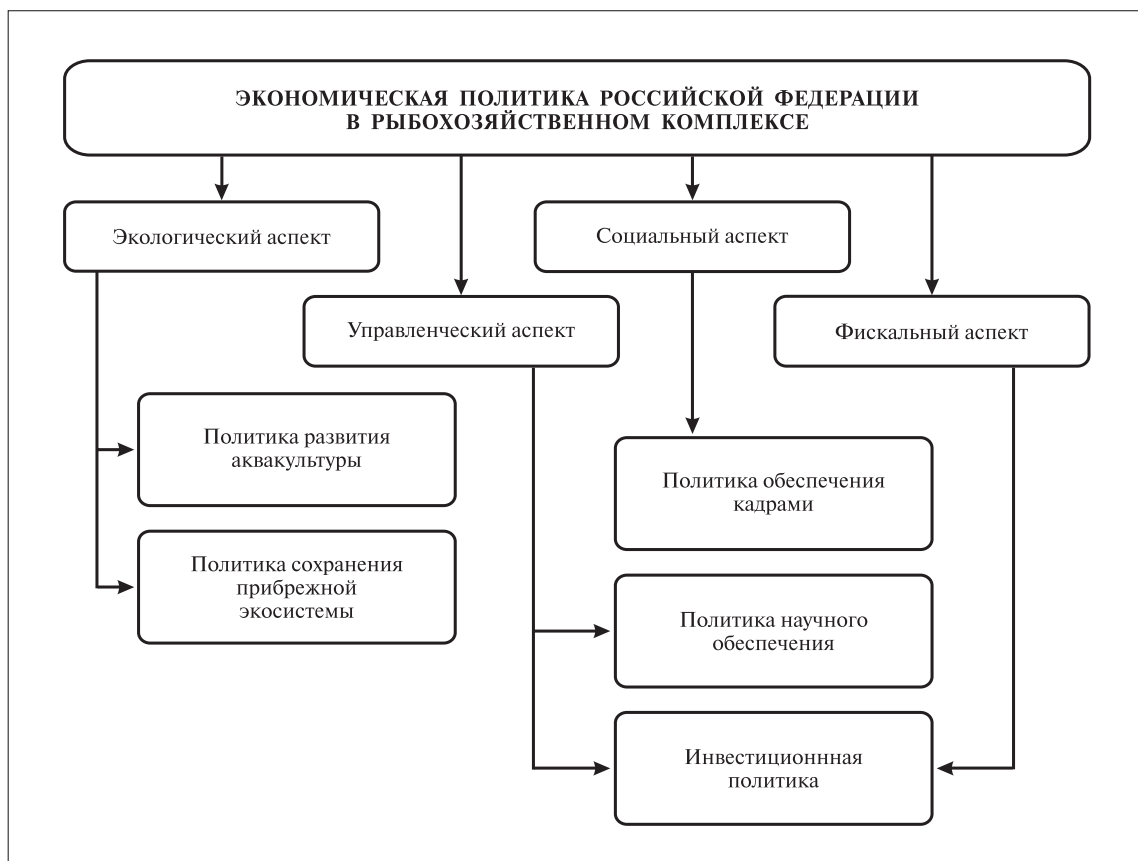 ЭКОНОМИЧЕСКАЯ ПОЛИТИКА РОССИЙСКОЙ ФЕДЕРАЦИИ
В РЫБОХОЗЯЙСТВЕННОМ КОМПЛЕКСЕ
Экологический аспект
Социальный аспект
Управленческий аспект
Фискальный аспект
Политика развития
аквакультуры
Политика сохранения
прибрежной
экосистемы
Политика обеспечения
кадрами
Политика научного
обеспечения
Инвестиционнная
политика